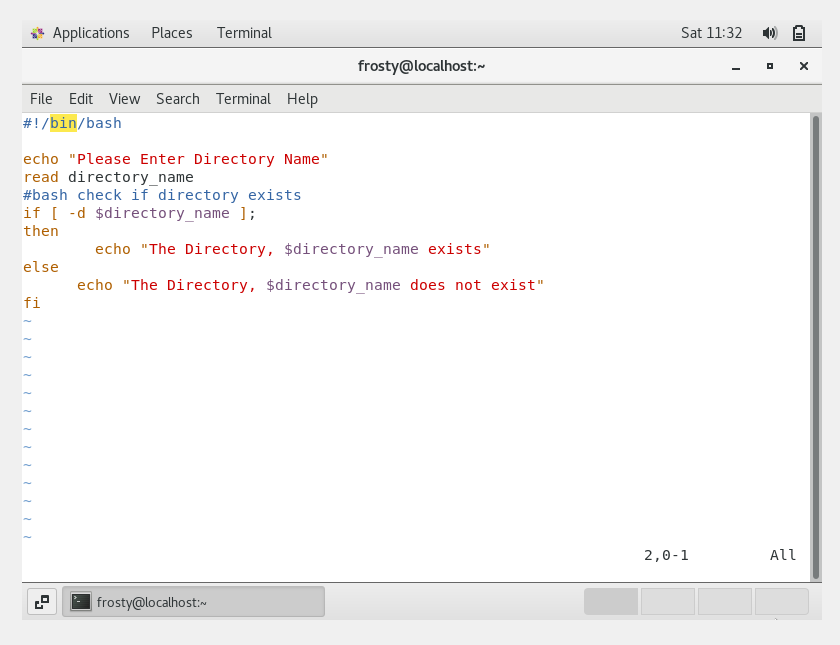 Applications Places Terminal Sat 11:32
frosty@localhost:~
File Edit View Search Terminal Help
#!/bin/bash
echo "Please Enter Directory Name"
read directory_name
#bash check if directory exists
if [ -d $directory_name ];
then
        echo "The Directory, $directory_name exists"
else
      echo "The Directory, $directory_name does not exist"
fi
~
~
~
~
~
~
~
~
~
~
~
~
~
2,0-1 All
frosty@localhost:~